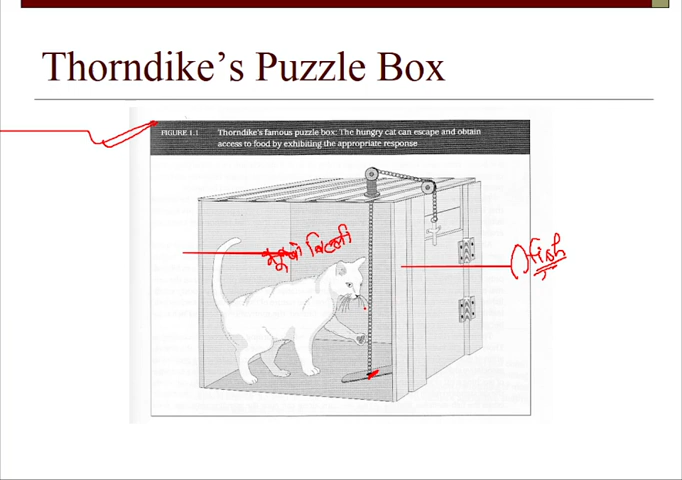 Thorndike's Puzzle Box
FIGURE 1.1 Thorndike's famous puzzle box: The hungry cat can escape and obtain
access to food by exhibiting the appropriate response
भूखी बिल्ली
fish